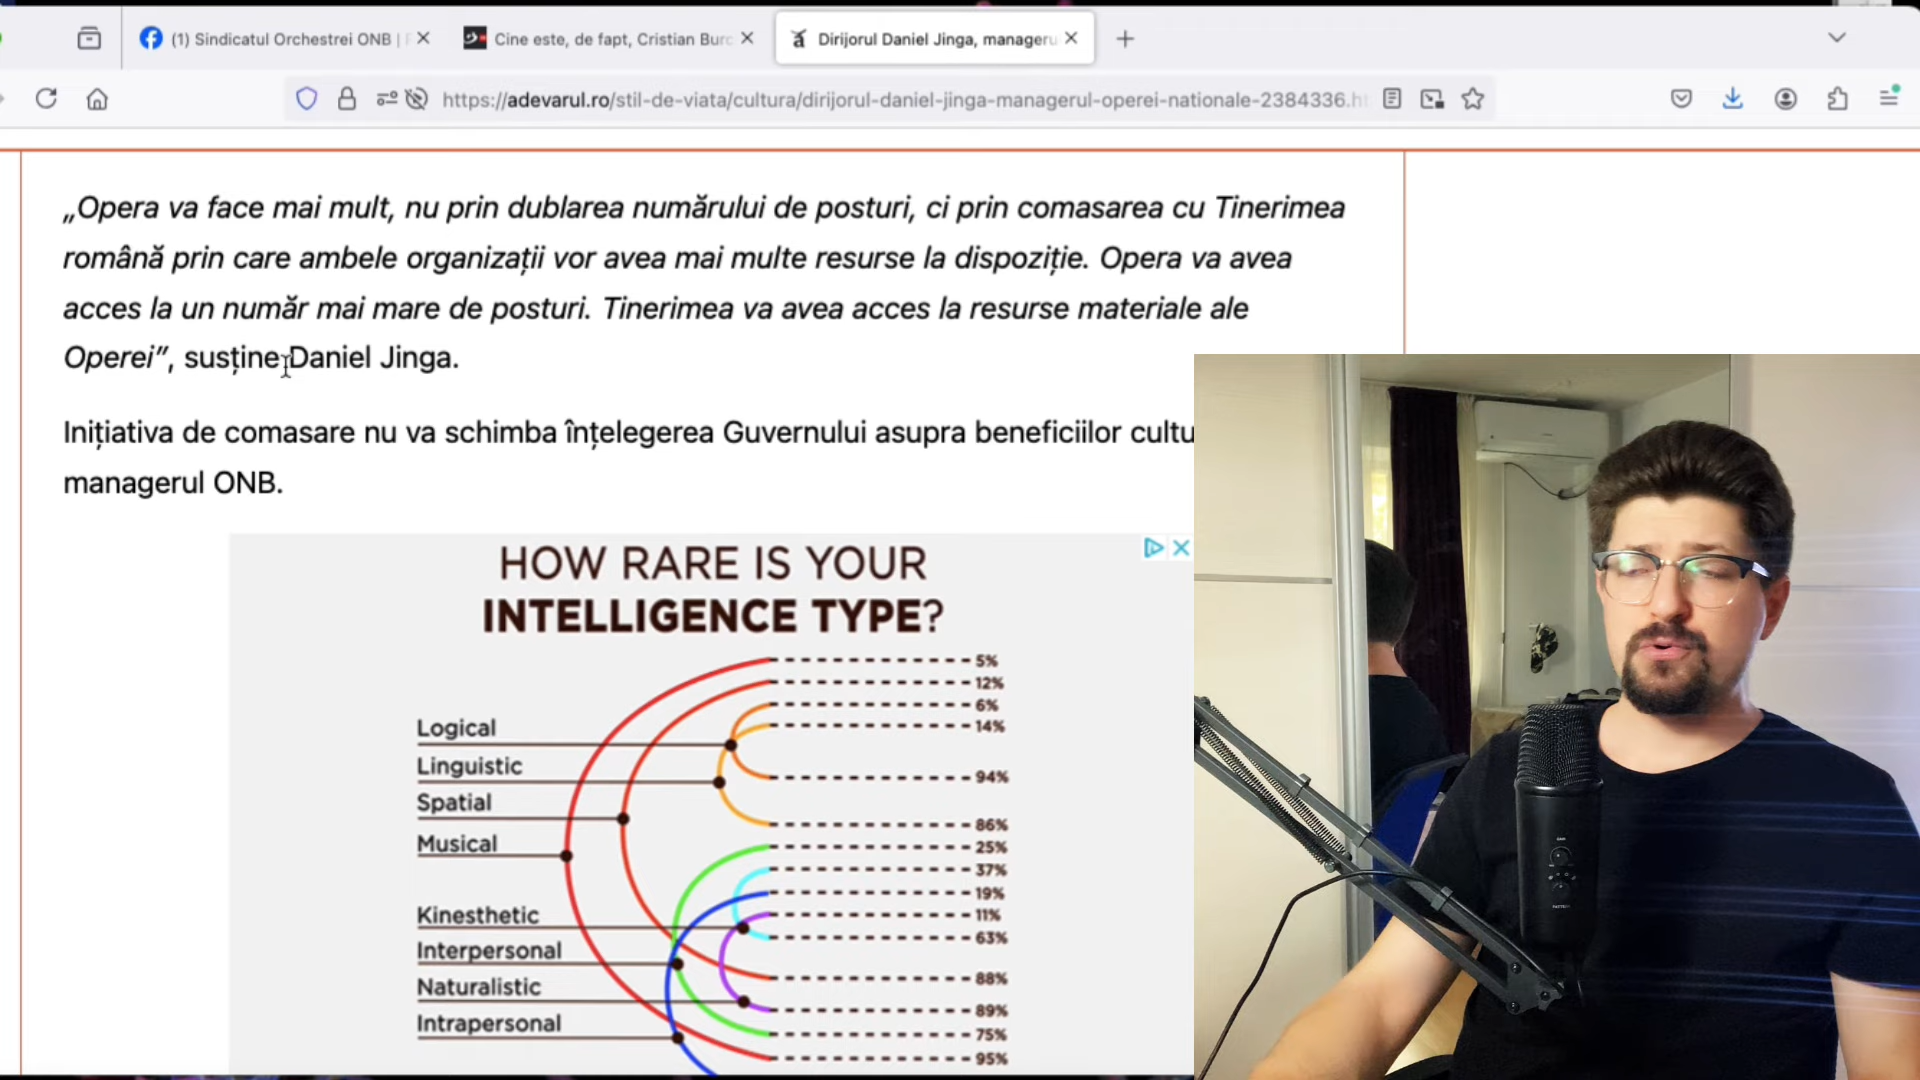 (1) Sindicatul Orchestrei ONB |
Cine este, de fapt, Cristian Burc
Dirijorul Daniel Jinga, manageru
https://adevarul.ro/stil-de-viata/cultura/dirijorul-daniel-jinga-managerul-operei-nationale-2384336.h
„Opera va face mai mult, nu prin dublarea numărului de posturi, ci prin comasarea cu Tinerimea
română prin care ambele organizații vor avea mai multe resurse la dispoziție. Opera va avea
acces la un număr mai mare de posturi. Tinerimea va avea acces la resurse materiale ale
Operei”, susține Daniel Jinga.
Inițiativa de comasare nu va schimba înțelegerea Guvernului asupra beneficiilor cultu
managerul ONB.
HOW RARE IS YOUR
INTELLIGENCE TYPE?
5%
12%
6%
Logical
14%
Linguistic
94%
Spatial
86%
Musical
25%
37%
19%
Kinesthetic
11%
63%
Interpersonal
88%
Naturalistic
89%
Intrapersonal
75%
95%